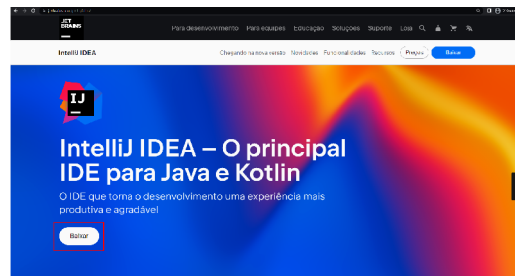 JET
BRAINS
Para desenvolvimento Para equipes Educação Soluções Suporte Loja
IntelliJ IDEA
Chegando na nova versão Novidades Funcionalidades Recursos Preços Baixar
IJ
IntelliJ IDEA — O principal
IDE para Java e Kotlin
O IDE que torna o desenvolvimento uma experiência mais
produtiva e agradável
Baixar